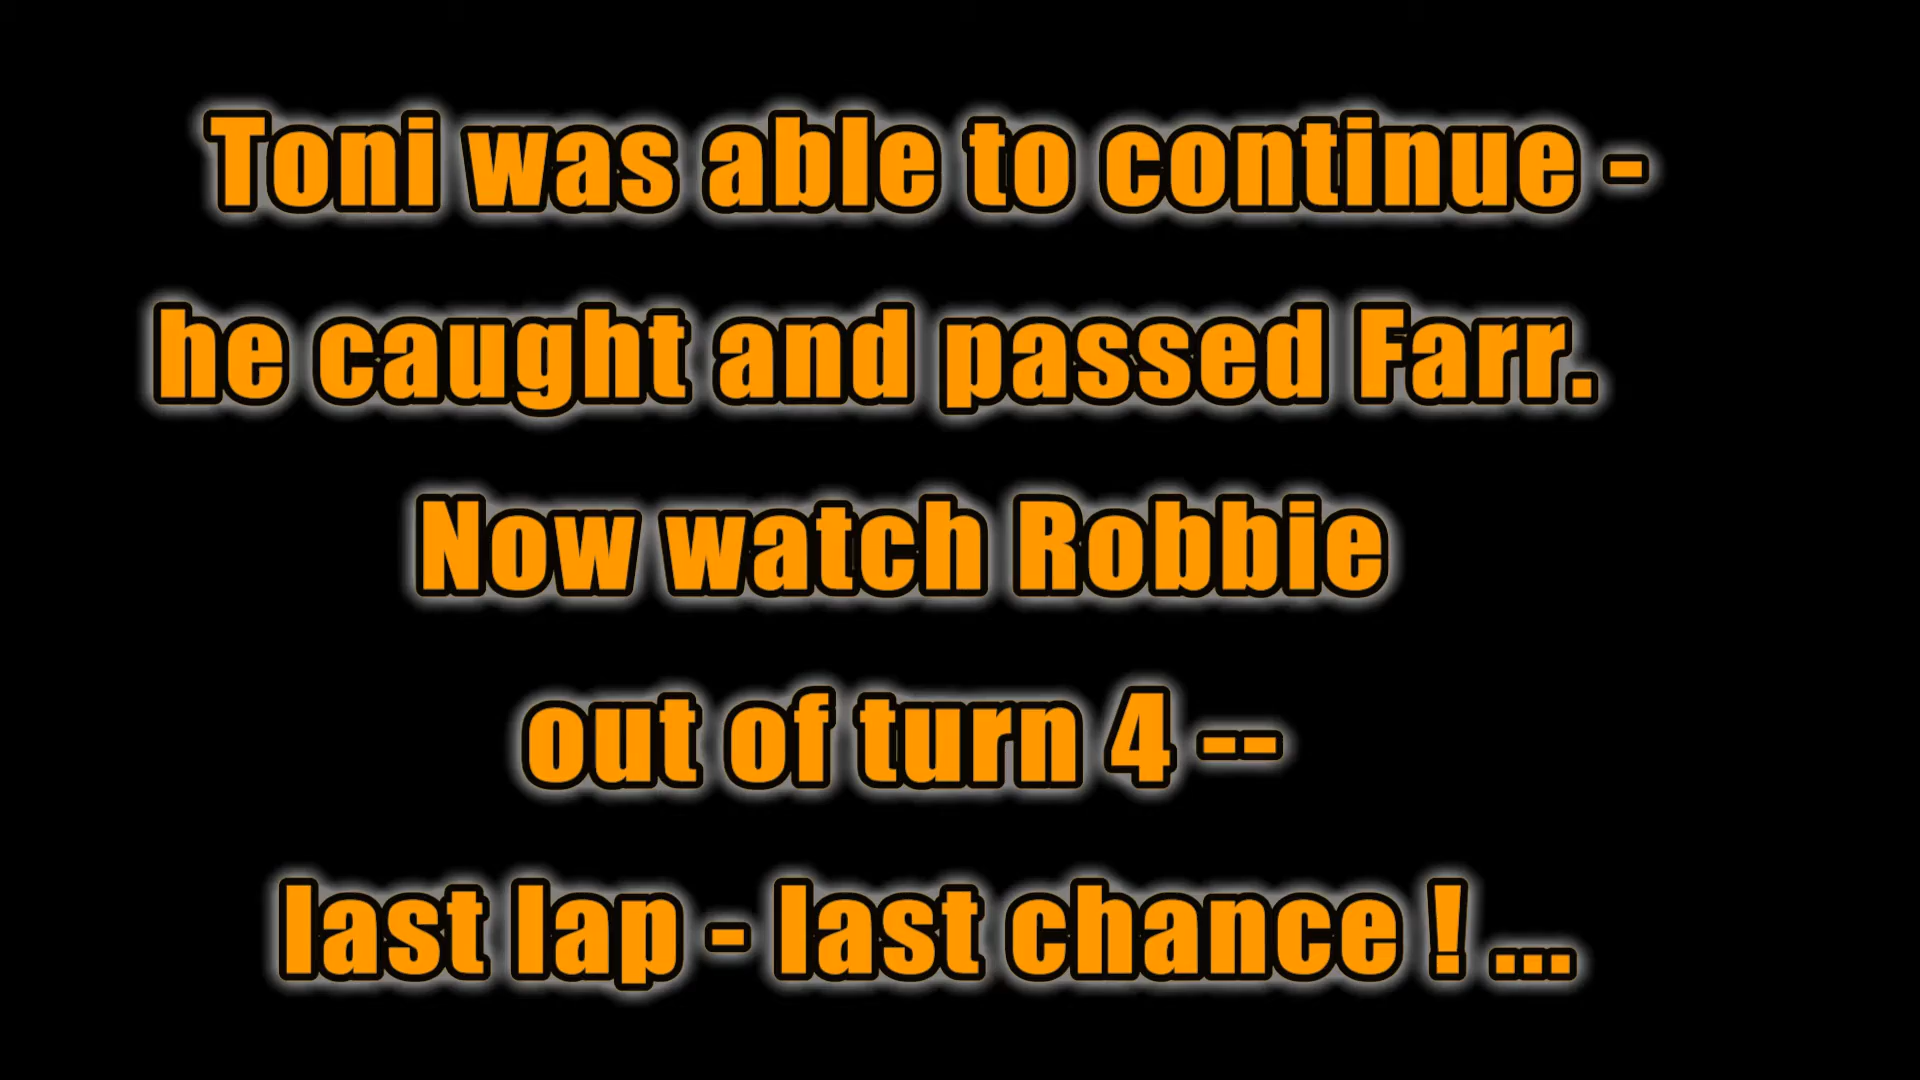 Toni was able to continue -
he caught and passed Farr.
Now watch Robbie
out of turn 4 --
last lap - last chance ! ...